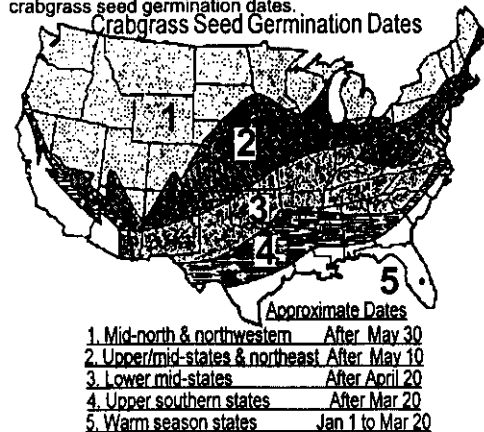 crabgrass seed germination dates.
Crabgrass Seed Germination Dates
1
2
3
4
5
Approximate Dates
1. Mid-north & northwestern After May 30
2. Upper/mid-states & northeast After May 10
3. Lower mid-states After April 20
4. Upper southern states After Mar 20
5. Warm season states Jan 1 to Mar 20